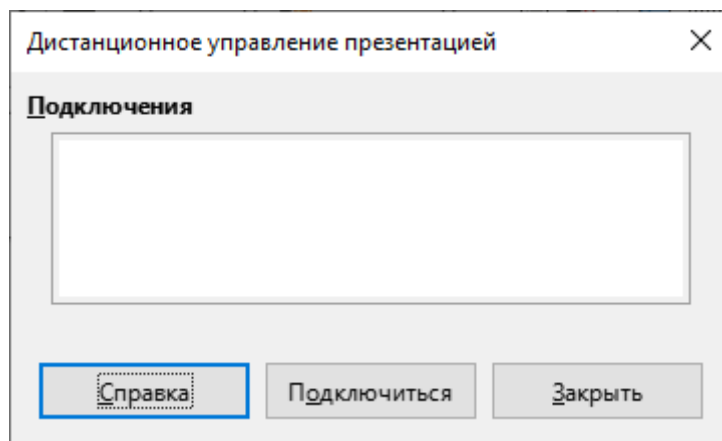 Дистанционное управление презентацией
Подключения
Справка
Подключиться
Закрыть